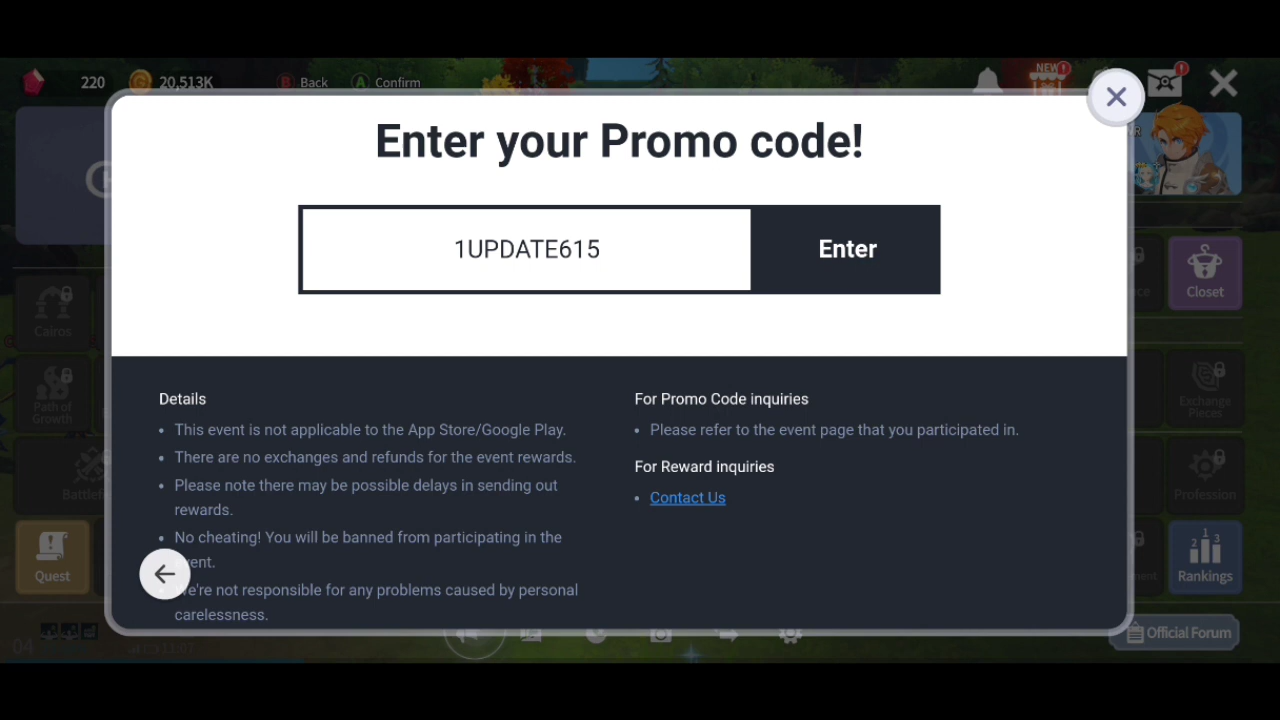 220
20,513K
B Back
A Confirm
NEW
Enter your Promo code!
1UPDATE615
Enter
Closet
Cairos
Path of
Growth
Exchange
Pieces
Profession
Quest
Rankings
Details
• This event is not applicable to the App Store/Google Play.
• There are no exchanges and refunds for the event rewards.
• Please note there may be possible delays in sending out
rewards.
• No cheating! You will be banned from participating in the
• We're not responsible for any problems caused by personal
carelessness.
For Promo Code inquiries
• Please refer to the event page that you participated in.
For Reward inquiries
• Contact Us
04
Official Forum